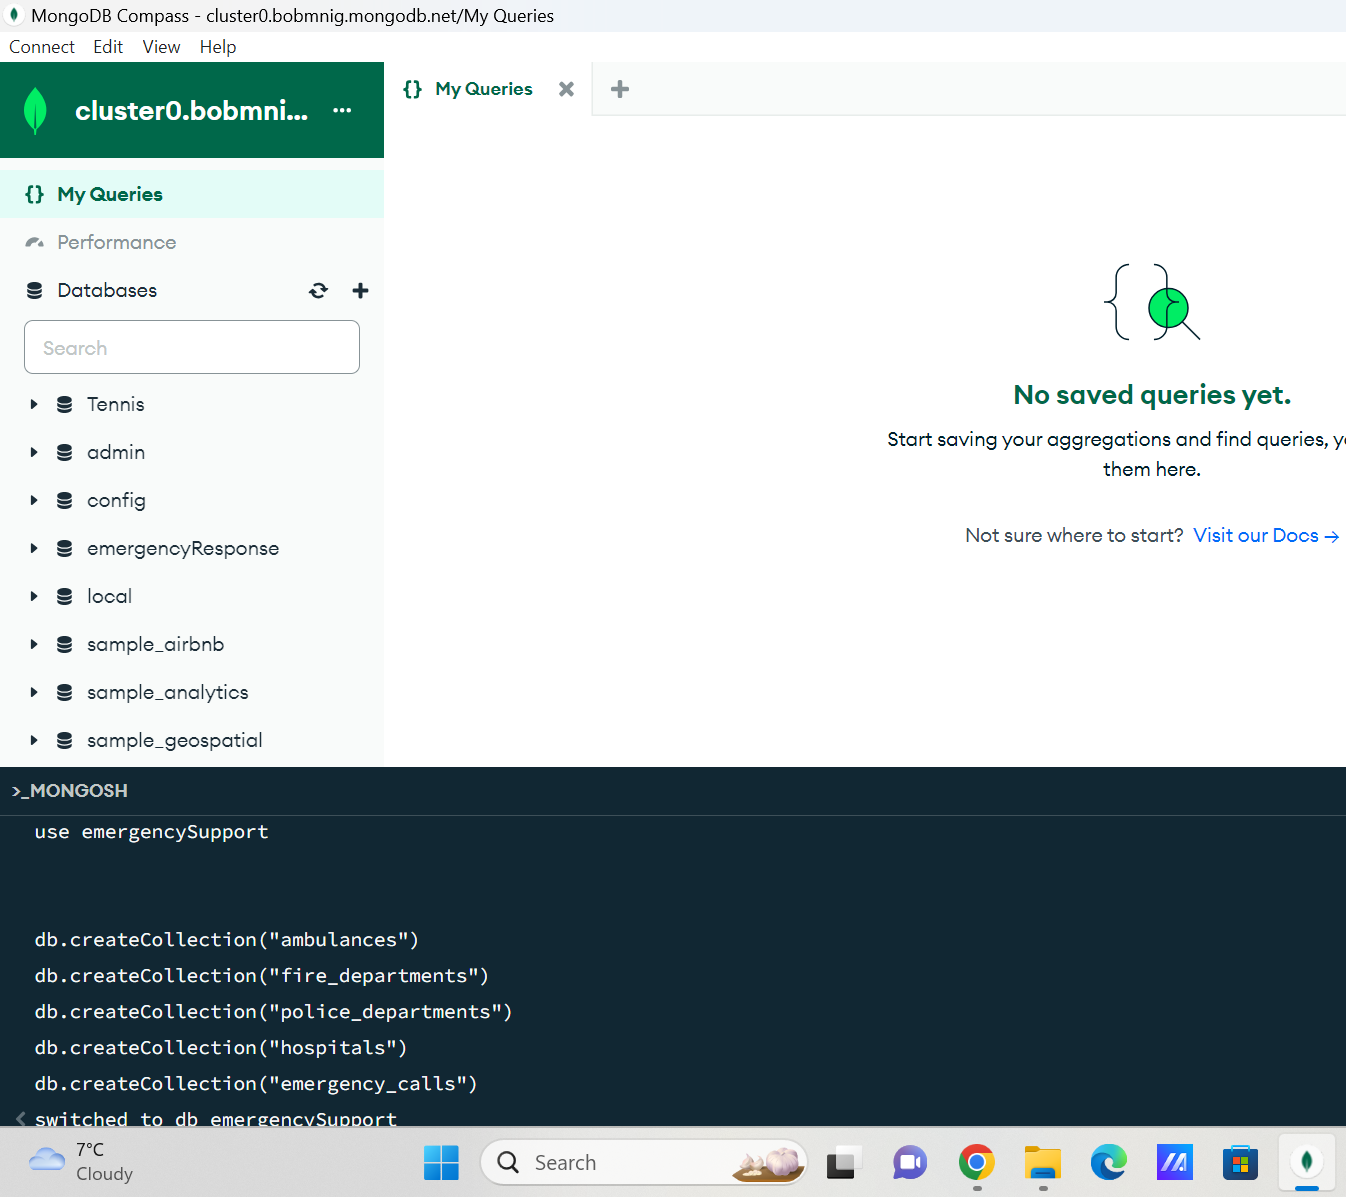 MongoDB Compass - cluster0.bobmnig.mongodb.net/My Queries
Connect Edit View Help
cluster0.bobmni... ...
{} My Queries
+
{} My Queries
Performance
Databases
Search
Tennis
admin
config
emergencyResponse
local
sample_airbnb
sample_analytics
sample_geospatial
No saved queries yet.
Start saving your aggregations and find queries, y
them here.
Not sure where to start? Visit our Docs →
>_MONGOSH
use emergencySupport
db.createCollection("ambulances")
db.createCollection("fire_departments")
db.createCollection("police_departments")
db.createCollection("hospitals")
db.createCollection("emergency_calls")
< switched to db emergencySupport
7°C
Cloudy
Search